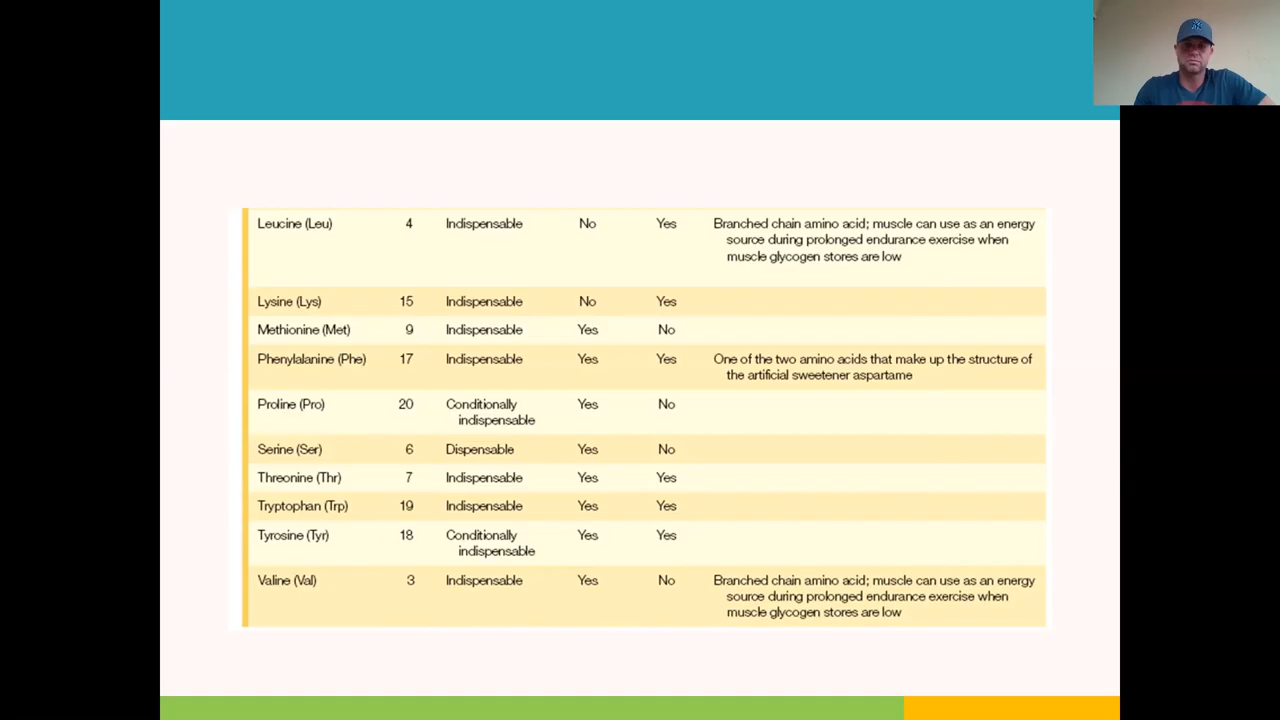 Leucine (Leu) 4 Indispensable No Yes Branched chain amino acid; muscle can use as an energy
source during prolonged endurance exercise when
muscle glycogen stores are low
Lysine (Lys) 15 Indispensable No Yes
Methionine (Met) 9 Indispensable Yes No
Phenylalanine (Phe) 17 Indispensable Yes Yes One of the two amino acids that make up the structure of
the artificial sweetener aspartame
Proline (Pro) 20 Conditionally Yes No
indispensable
Serine (Ser) 6 Dispensable Yes No
Threonine (Thr) 7 Indispensable Yes Yes
Tryptophan (Trp) 19 Indispensable Yes Yes
Tyrosine (Tyr) 18 Conditionally Yes Yes
indispensable
Valine (Val) 3 Indispensable Yes No Branched chain amino acid; muscle can use as an energy
source during prolonged endurance exercise when
muscle glycogen stores are low